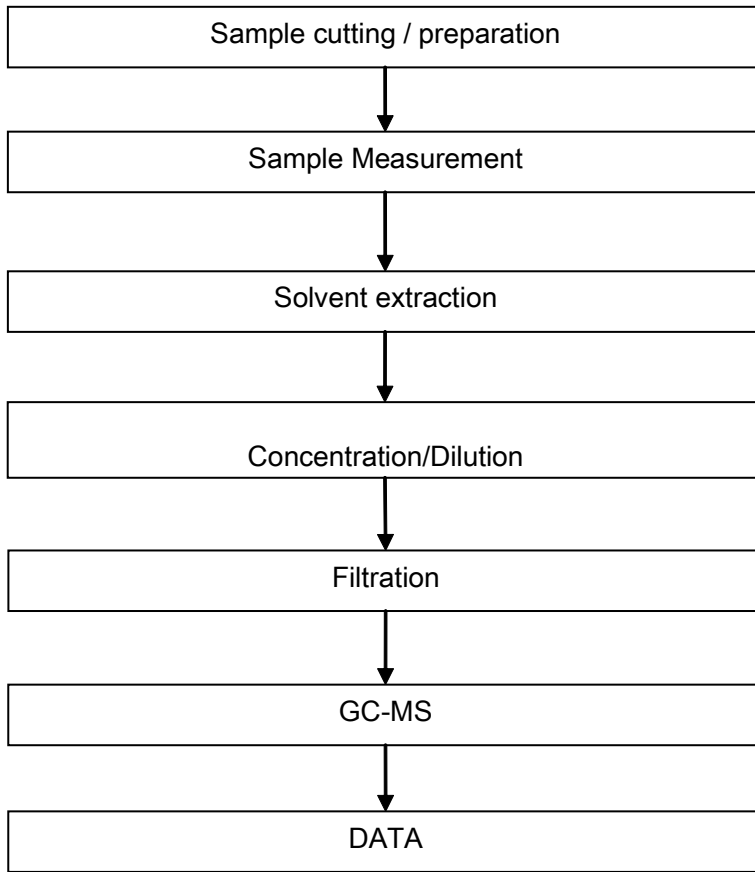 Sample cutting / preparation
Sample Measurement
Solvent extraction
Concentration/Dilution
Filtration
GC-MS
DATA